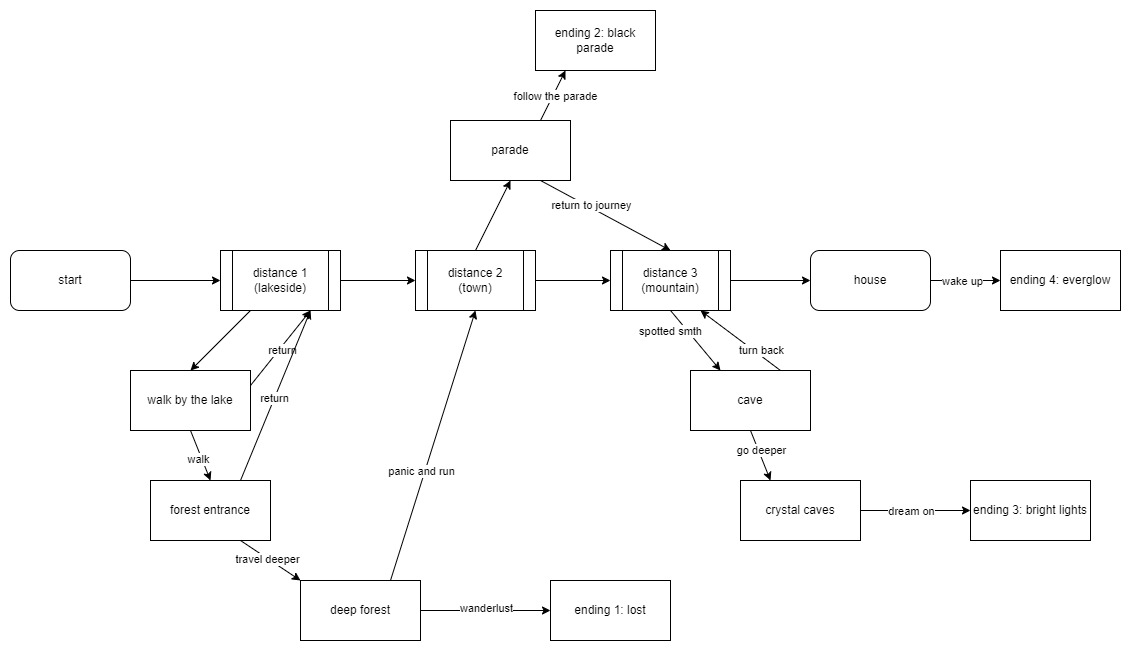 ending 2: black
parade
follow the parade
parade
return to journey
start
distance 1
(lakeside)
distance 2
(town)
distance 3
(mountain)
house
wake up
ending 4: everglow
spotted smth
return
turn back
walk by the lake
return
cave
walk
go deeper
panic and run
forest entrance
crystal caves
dream on
ending 3: bright lights
travel deeper
deep forest
wanderlust
ending 1: lost